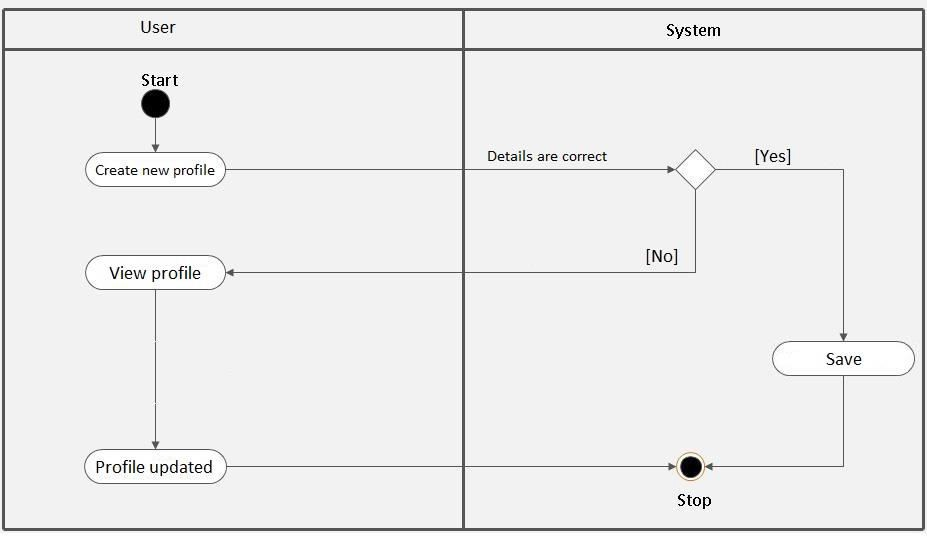 User
System
Start
Create new profile
Details are correct
[Yes]
View profile
[No]
Save
Profile updated
Stop